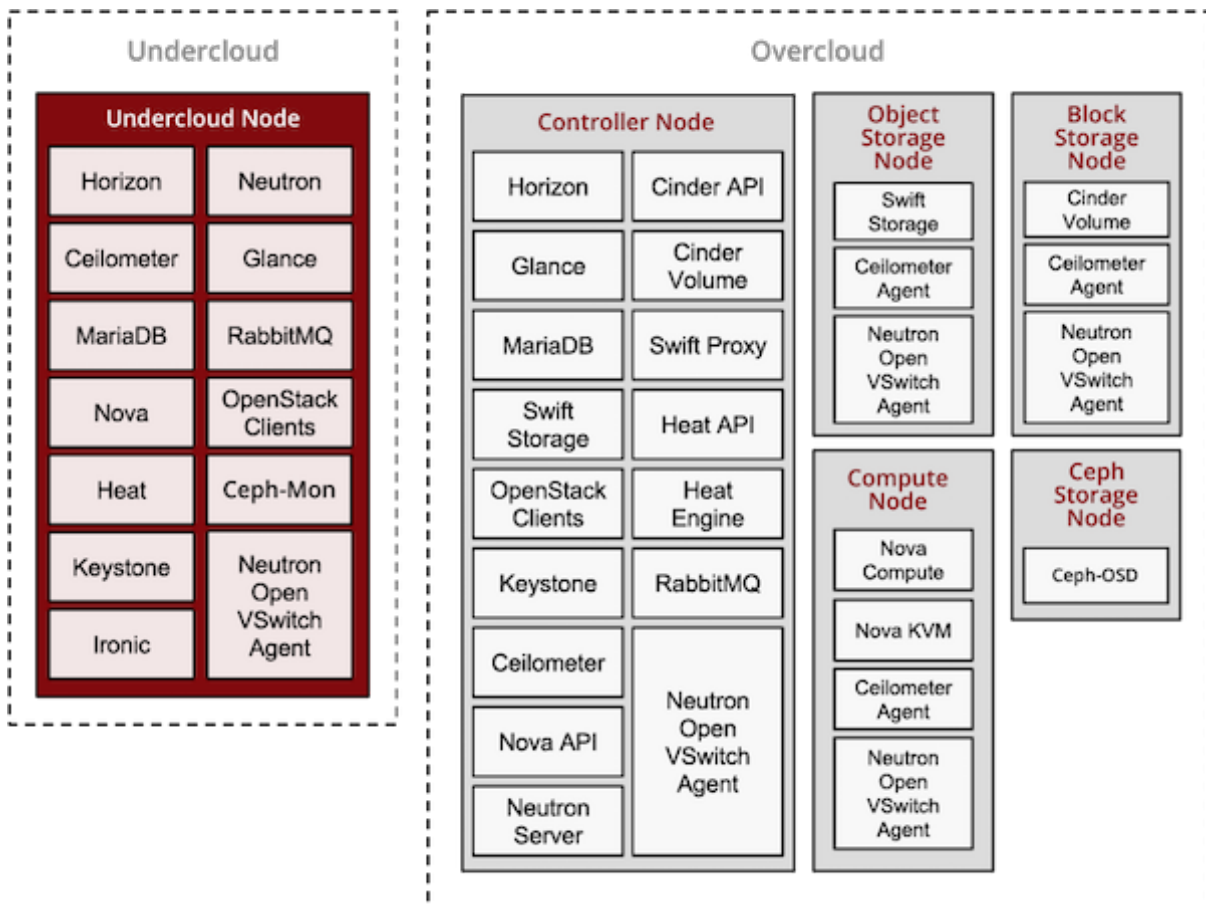 Undercloud
Undercloud Node
Horizon
Neutron
Ceilometer
Glance
MariaDB
RabbitMQ
Nova
OpenStack
Clients
Heat
Ceph-Mon
Keystone
Neutron
Open
VSwitch
Agent
Ironic
Overcloud
Controller Node
Horizon
Cinder API
Glance
Cinder
Volume
MariaDB
Swift Proxy
Swift
Storage
Heat API
OpenStack
Clients
Heat
Engine
Keystone
RabbitMQ
Ceilometer
Neutron
Open
VSwitch
Agent
Nova API
Neutron
Server
Object
Storage
Node
Swift
Storage
Ceilometer
Agent
Neutron
Open
VSwitch
Agent
Block
Storage
Node
Cinder
Volume
Ceilometer
Agent
Neutron
Open
VSwitch
Agent
Compute
Node
Nova
Compute
Nova KVM
Ceilometer
Agent
Neutron
Open
VSwitch
Agent
Ceph
Storage
Node
Ceph-OSD